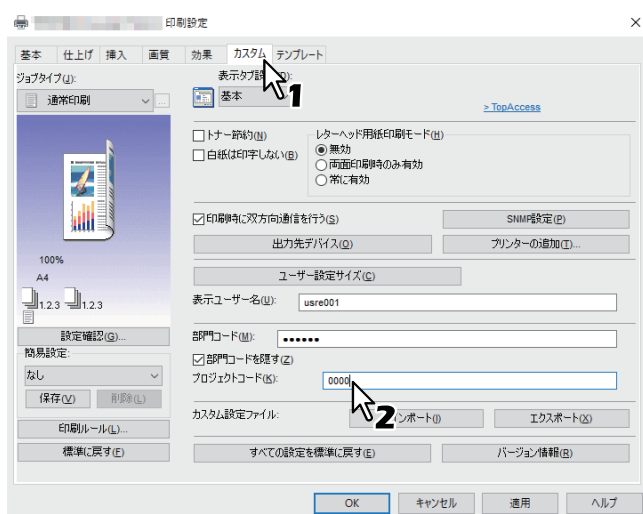 印刷設定
基本 仕上げ 挿入 画質 効果 カスタム テンプレート
ジョブタイプ(J):
通常印刷
...
100%
A4
1.2.3 1.2.3
設定確認(G)...
簡易設定:
なし
保存(V) 削除(L)
印刷ルール(L)...
標準に戻す(F)
表示タブ設
(O):
1
基本
> TopAccess
トナー節約(N)
白紙は印字しない(B)
レターヘッド用紙印刷モード(H)
無効
両面印刷時のみ有効
常に有効
印刷時に双方向通信を行う(S)
SNMP設定(P)
出力先デバイス(O)
プリンターの追加(T)...
ユーザー設定サイズ(C)
表示ユーザー名(U): usre001
部門コード(M): ●●●●●●
部門コードを隠す(Z)
プロジェクトコード(K): 0000
2
カスタム設定ファイル: ンポート(I) エクスポート(X)
すべての設定を標準に戻す(E) バージョン情報(R)
OK キャンセル 適用 ヘルプ